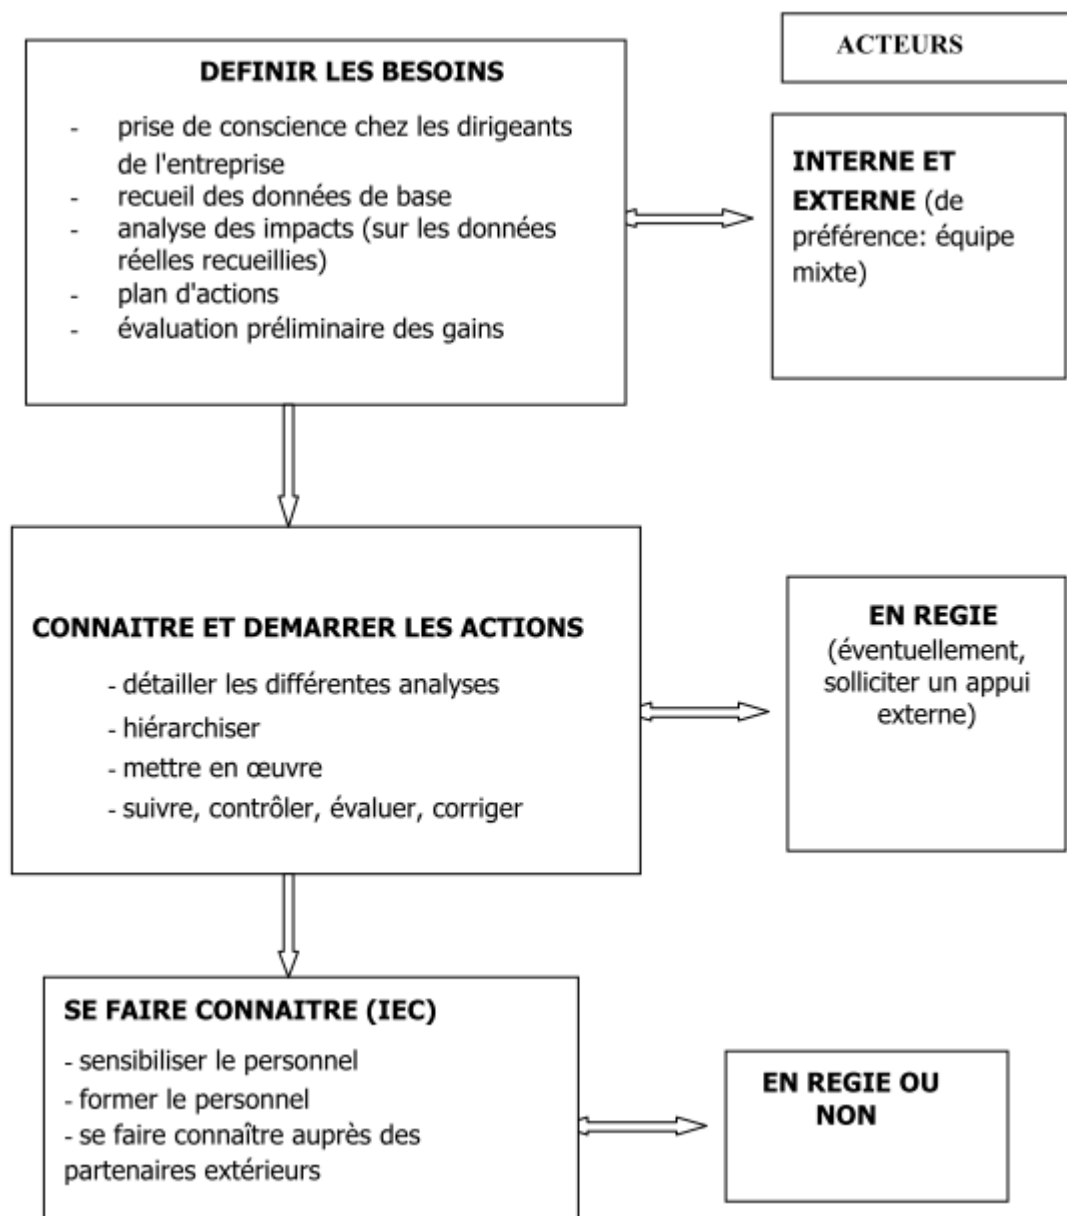 ACTEURS
DEFINIR LES BESOINS
- prise de conscience chez les dirigeants
de l'entreprise
- recueil des données de base
- analyse des impacts (sur les données
réelles recueillies)
- plan d'actions
- évaluation préliminaire des gains
INTERNE ET
EXTERNE (de
préférence: équipe
mixte)
CONNAITRE ET DEMARRER LES ACTIONS
- détailler les différentes analyses
- hiérarchiser
- mettre en œuvre
- suivre, contrôler, évaluer, corriger
EN REGIE
(éventuellement,
solliciter un appui
externe)
SE FAIRE CONNAITRE (IEC)
- sensibiliser le personnel
- former le personnel
- se faire connaître auprès des
partenaires extérieurs
EN REGIE OU
NON